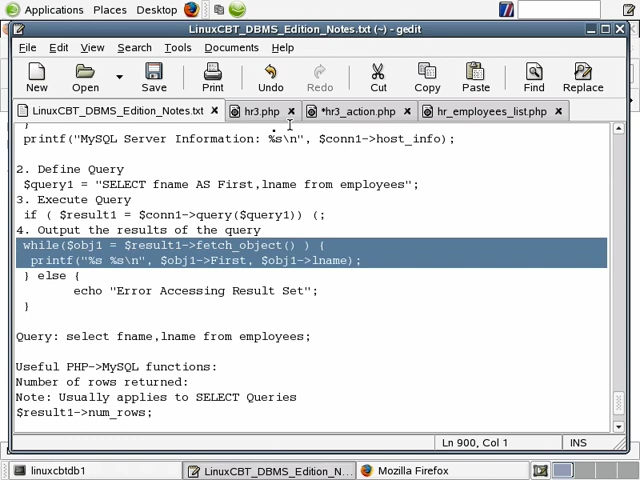 Applications Places Desktop
LinuxCBT_DBMS_Edition_Notes.txt (~) - gedit
File Edit View Search Tools Documents Help
New Open Save Print Undo Redo Cut Copy Paste Find Replace
LinuxCBT_DBMS_Edition_Notes.txt hr3.php *hr3_action.php hr_employees_list.php
}
printf("MySQL Server Information: %s\n", $conn1->host_info);
2. Define Query
$query1 = "SELECT fname AS First,lname from employees";
3. Execute Query
if ( $result1 = $conn1->query($query1)) (;
4. Output the results of the query
while($obj1 = $result1->fetch_object() ) {
printf("%s %s\n", $obj1->First, $obj1->lname);
} else {
echo "Error Accessing Result Set";
}
Query: select fname,lname from employees;
Useful PHP->MySQL functions:
Number of rows returned:
Note: Usually applies to SELECT Queries
$result1->num_rows;
Ln 900, Col 1 INS
linuxcbtdb1 LinuxCBT_DBMS_Edition_N... Mozilla Firefox